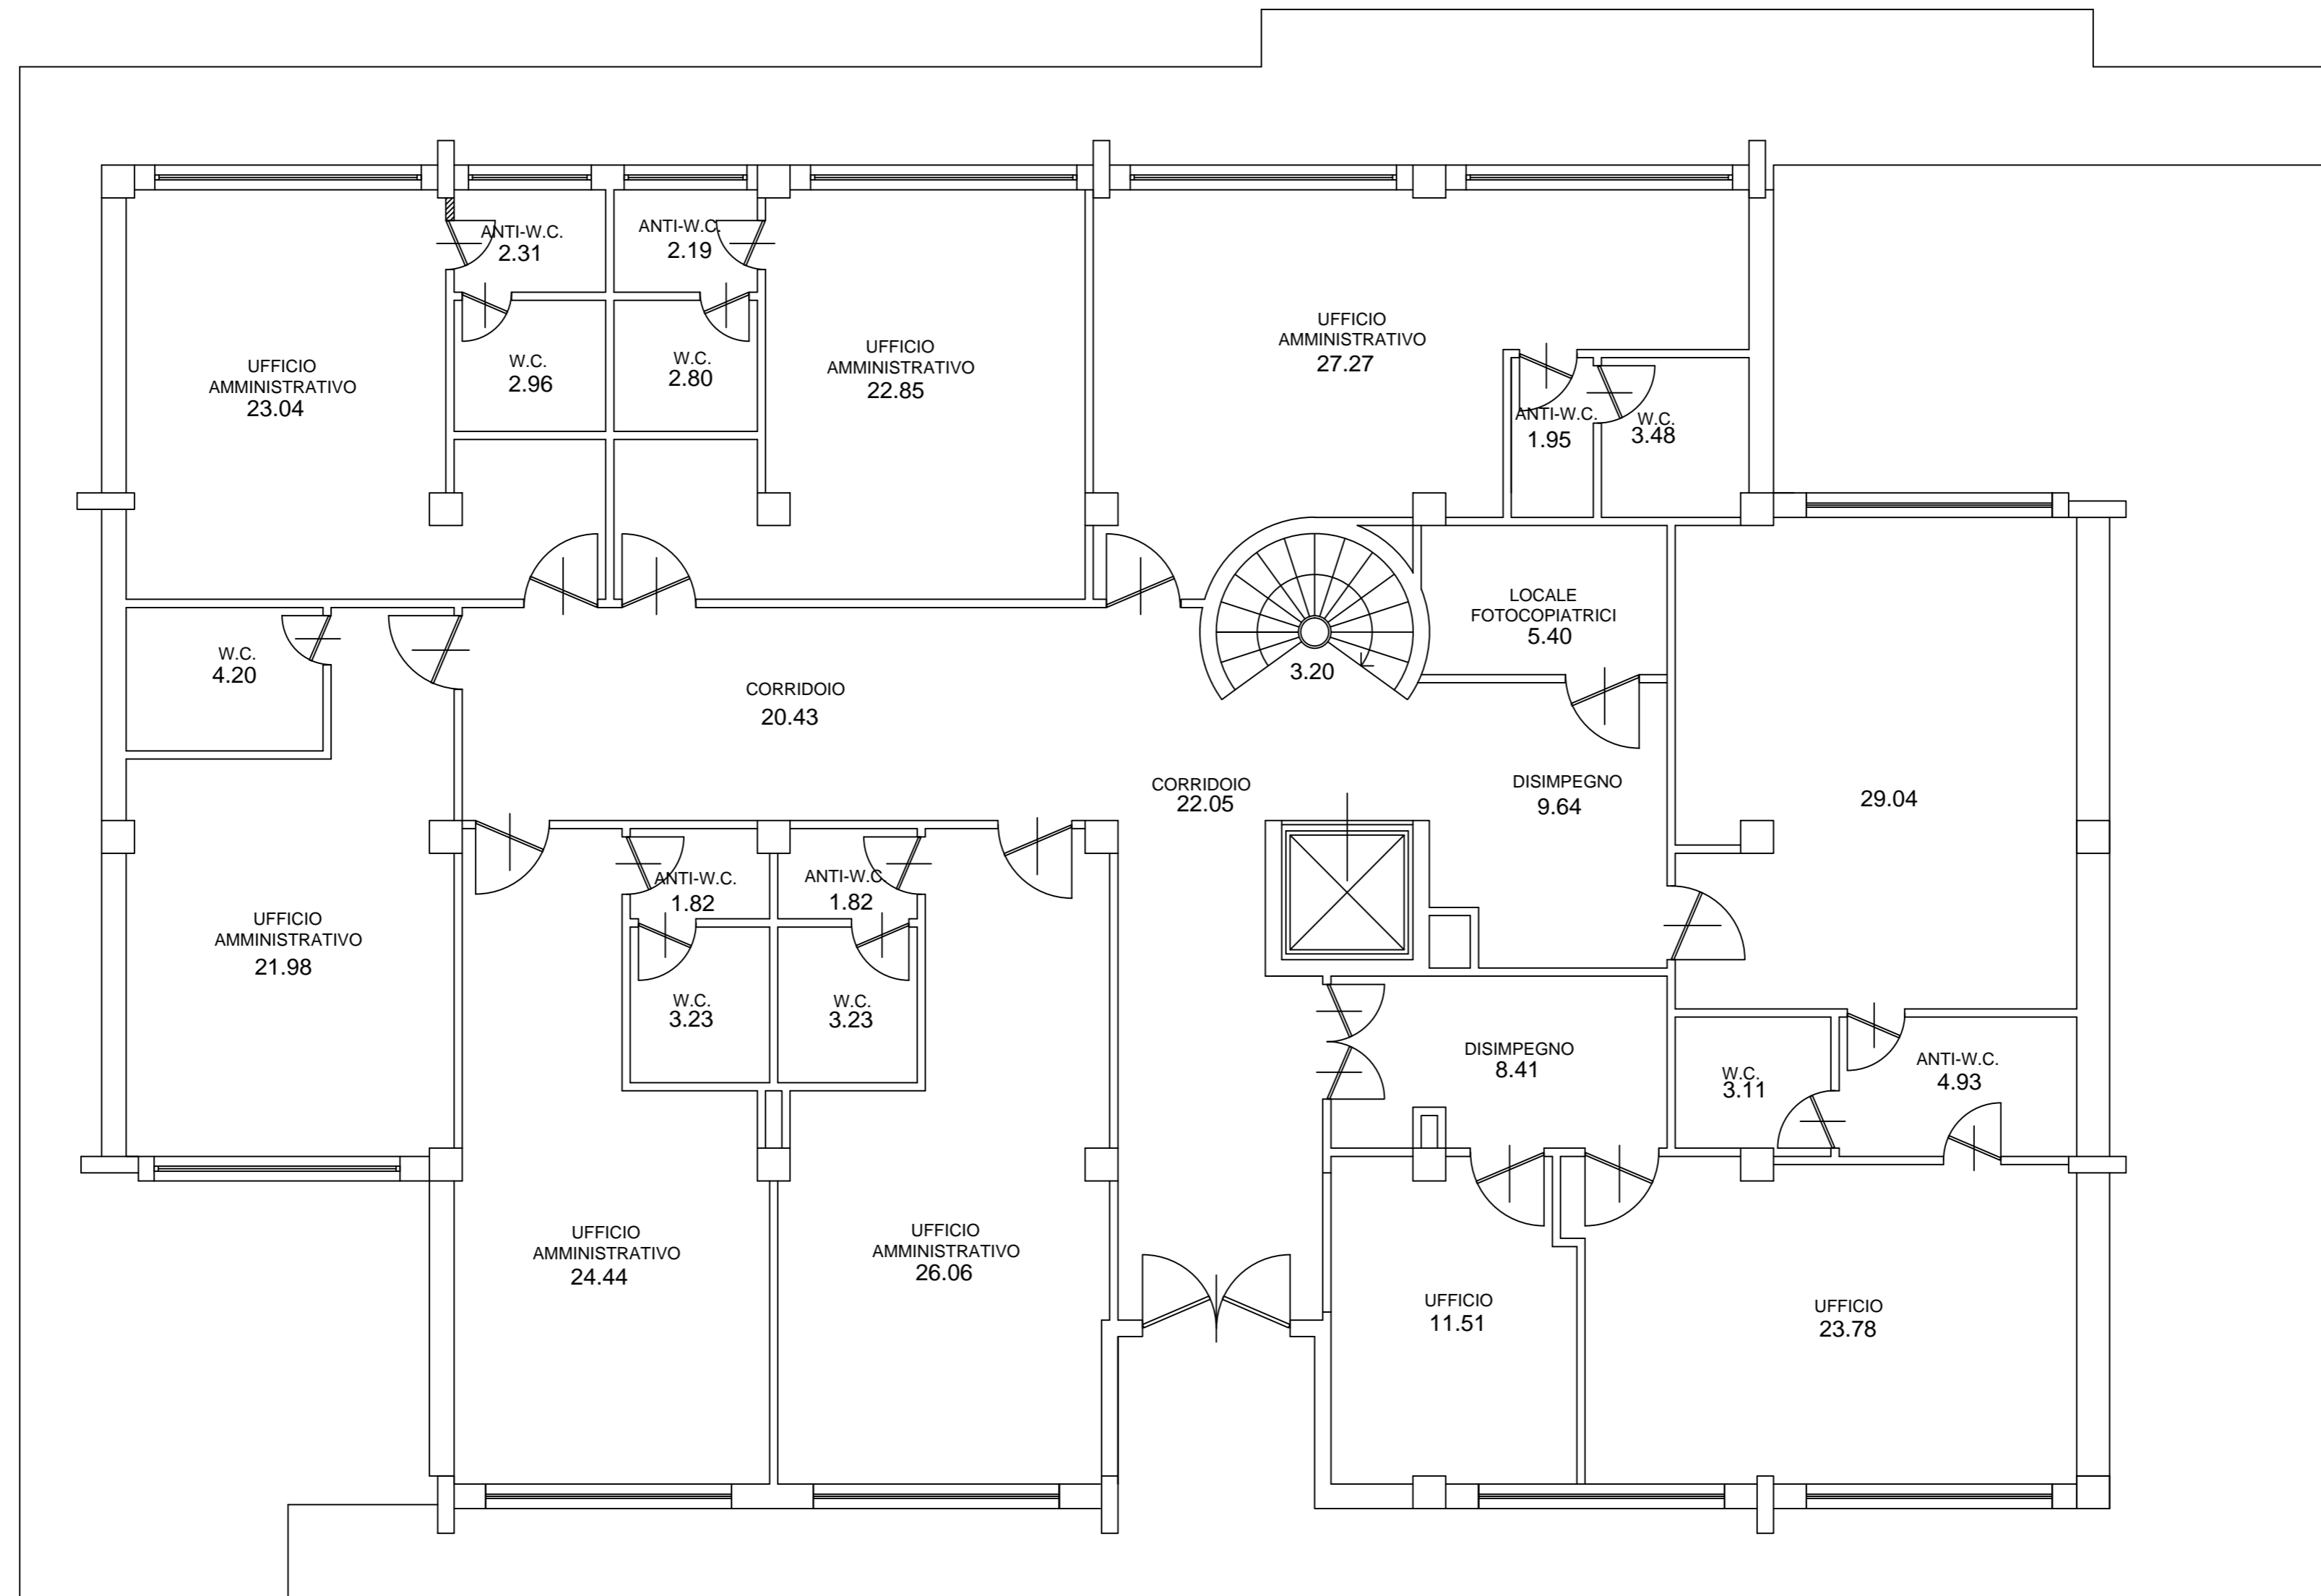 ANTI-W.C.
2.31
ANTI-W.C.
2.19
UFFICIO
AMMINISTRATIVO
23.04
W.C.
2.96
W.C.
2.80
UFFICIO
AMMINISTRATIVO
22.85
UFFICIO
AMMINISTRATIVO
27.27
ANTI-W.C.
1.95
W.C.
3.48
W.C.
4.20
CORRIDOIO
20.43
3.20
LOCALE
FOTOCOPIATRICI
5.40
CORRIDOIO
22.05
DISIMPEGNO
9.64
29.04
UFFICIO
AMMINISTRATIVO
21.98
ANTI-W.C.
1.82
ANTI-W.C
1.82
W.C.
3.23
W.C.
3.23
DISIMPEGNO
8.41
W.C.
3.11
ANTI-W.C.
4.93
UFFICIO
AMMINISTRATIVO
24.44
UFFICIO
AMMINISTRATIVO
26.06
UFFICIO
11.51
UFFICIO
23.78